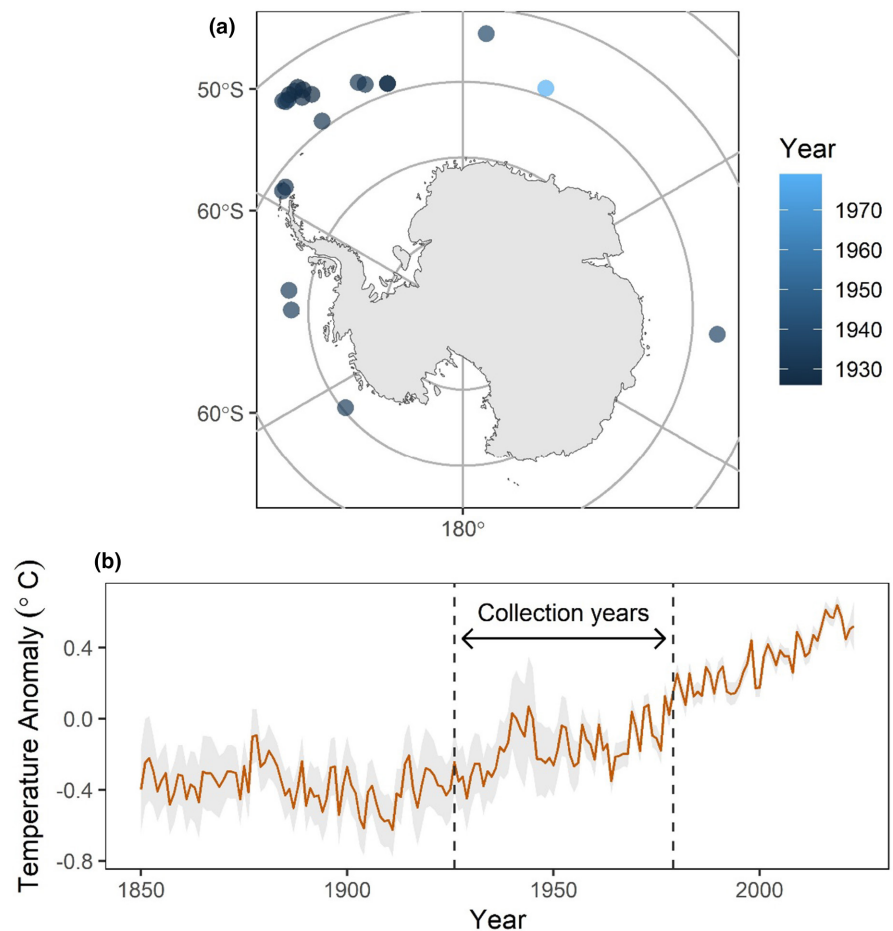 (a)
50°S
60°S
60°S
180°
Year
1970
1960
1950
1940
1930
(b)
Temperature Anomaly (° C)
0.4
0.0
-0.4
-0.8
Collection years
1850
1900
1950
2000
Year